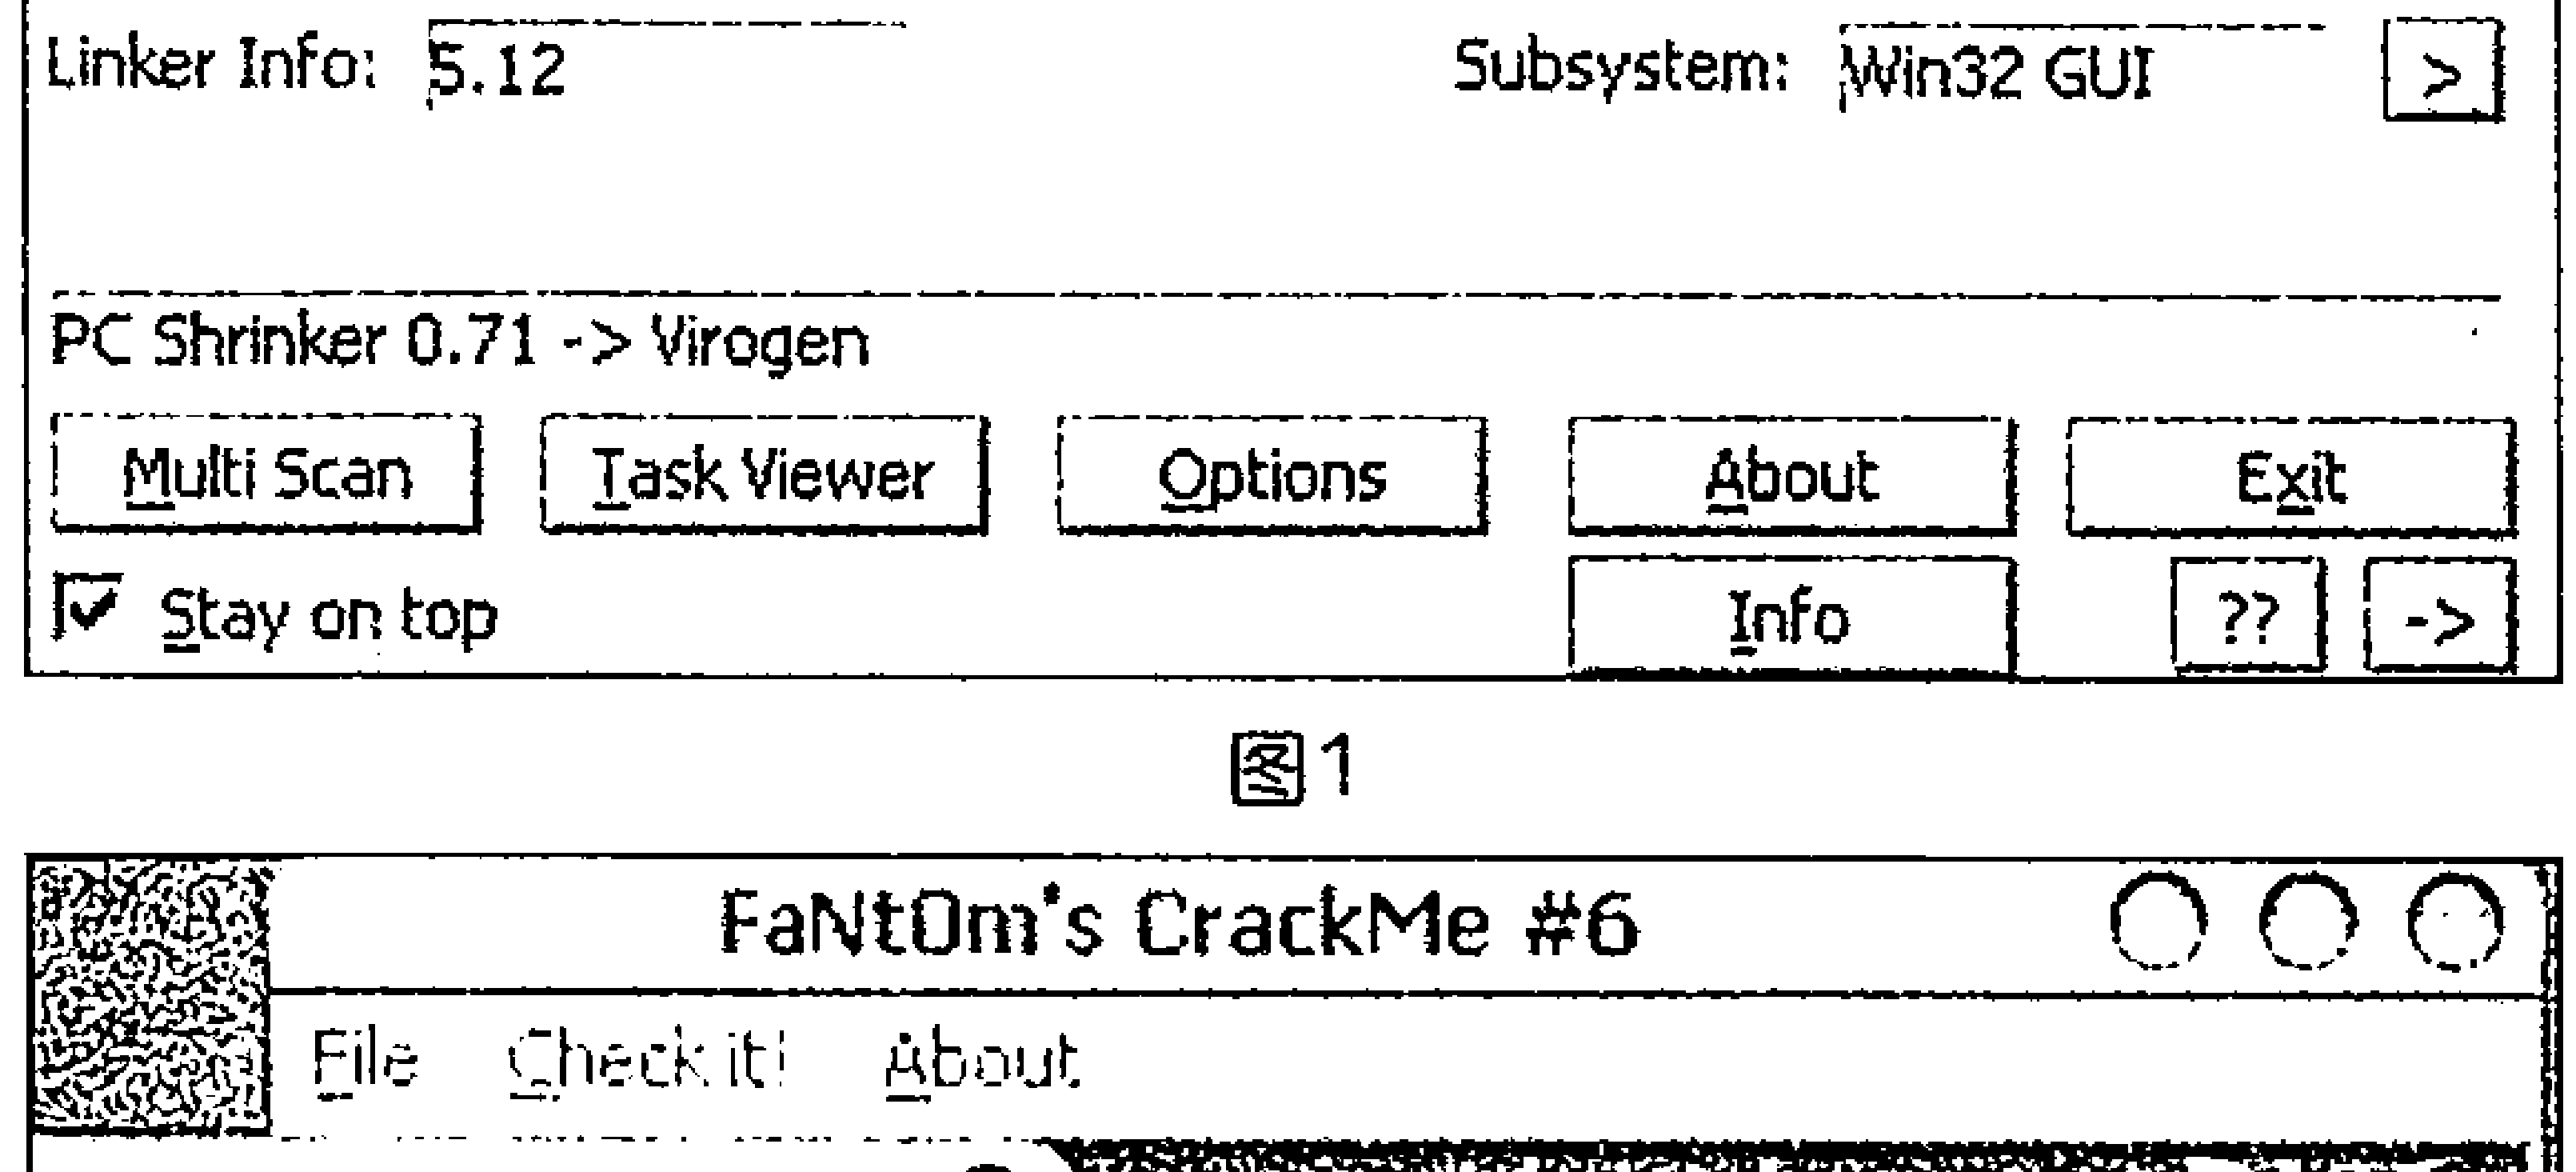 Linker Info: 5.12 Subsystem: Win32 GUI >
PC Shrinker 0.71 -> Virogen
Multi Scan Task Viewer Options About Exit
Stay on top Info ?? ->
图1
FaNt0m's CrackMe #6
File Check it! About